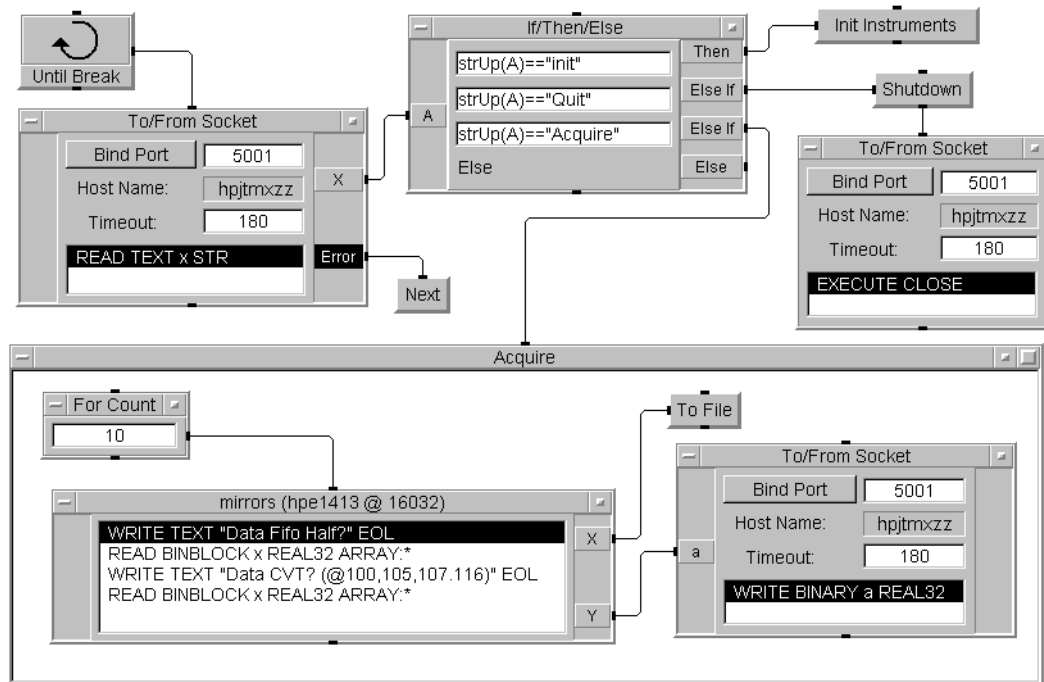 Until Break
To/From Socket
Bind Port 5001
Host Name: hpjtmxzz
Timeout: 180
READ TEXT x STR
X
Error
Next
If/Then/Else
A
strUp(A)=="init"
strUp(A)=="Quit"
strUp(A)=="Acquire"
Else
Then
Else If
Else If
Else
Init Instruments
Shutdown
To/From Socket
Bind Port 5001
Host Name: hpjtmxzz
Timeout: 180
EXECUTE CLOSE
Acquire
For Count
10
mirrors (hpe1413 @ 16032)
WRITE TEXT "Data Fifo Half?" EOL
READ BINBLOCK x REAL32 ARRAY:*
WRITE TEXT "Data CVT? (@100,105,107.116)" EOL
READ BINBLOCK x REAL32 ARRAY:*
X
Y
To File
To/From Socket
a
Bind Port 5001
Host Name: hpjtmxzz
Timeout: 180
WRITE BINARY a REAL32